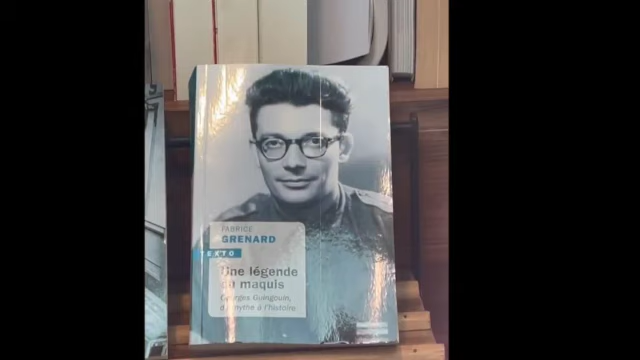 FABRICE
GRENARD
TEXTO
Une légende
du maquis
Georges Guingouin,
du mythe à l'histoire